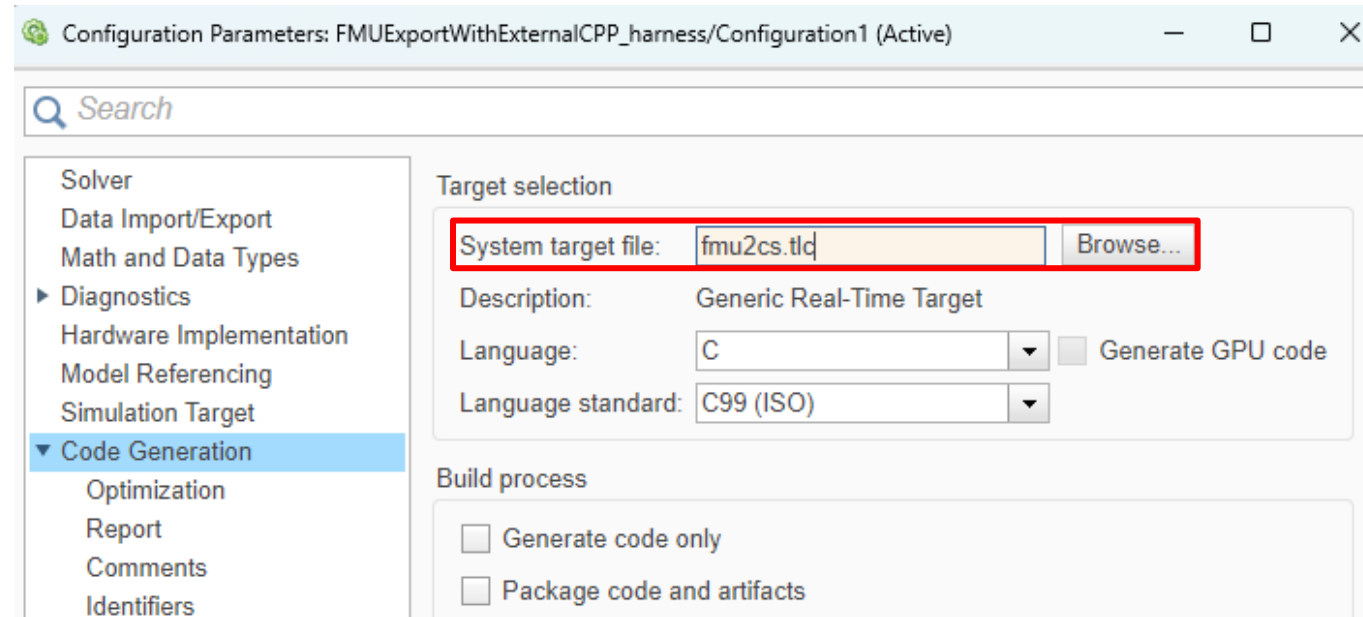 Configuration Parameters: FMUExportWithExternalCPP_harness/Configuration1 (Active)
Search
Solver
Data Import/Export
Math and Data Types
Diagnostics
Hardware Implementation
Model Referencing
Simulation Target
Code Generation
Optimization
Report
Comments
Identifiers
Target selection
System target file: fmu2cs.tlc Browse...
Description: Generic Real-Time Target
Language: C Generate GPU code
Language standard: C99 (ISO)
Build process
Generate code only
Package code and artifacts